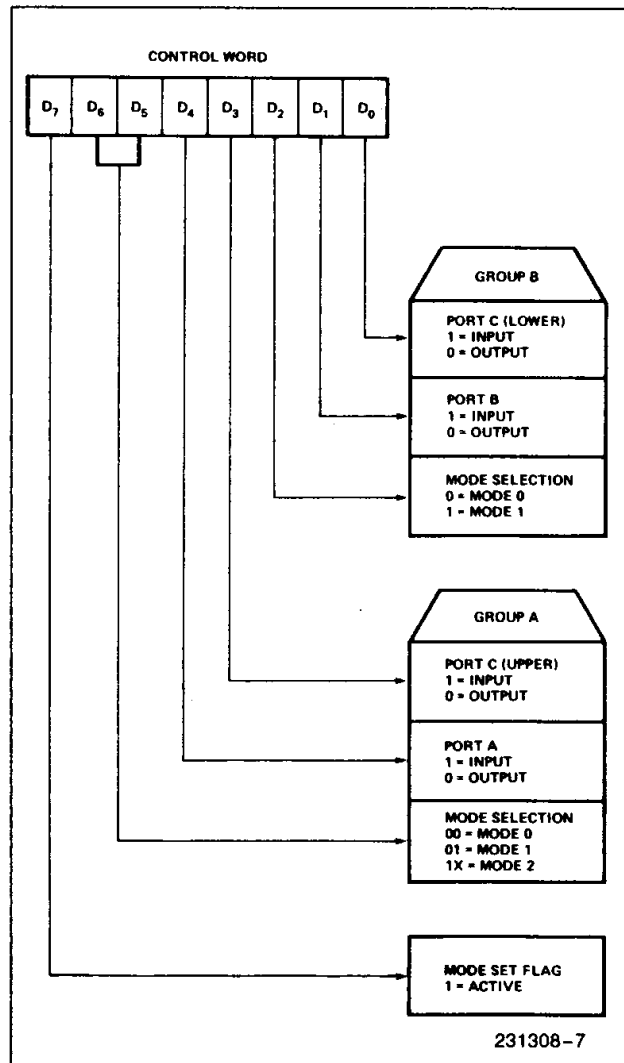 CONTROL WORD
D7 D6 D5 D4 D3 D2 D1 D0
GROUP B
PORT C (LOWER)
1 = INPUT
0 = OUTPUT
PORT B
1 = INPUT
0 = OUTPUT
MODE SELECTION
0 = MODE 0
1 = MODE 1
GROUP A
PORT C (UPPER)
1 = INPUT
0 = OUTPUT
PORT A
1 = INPUT
0 = OUTPUT
MODE SELECTION
00 = MODE 0
01 = MODE 1
1X = MODE 2
MODE SET FLAG
1 = ACTIVE
231308–7